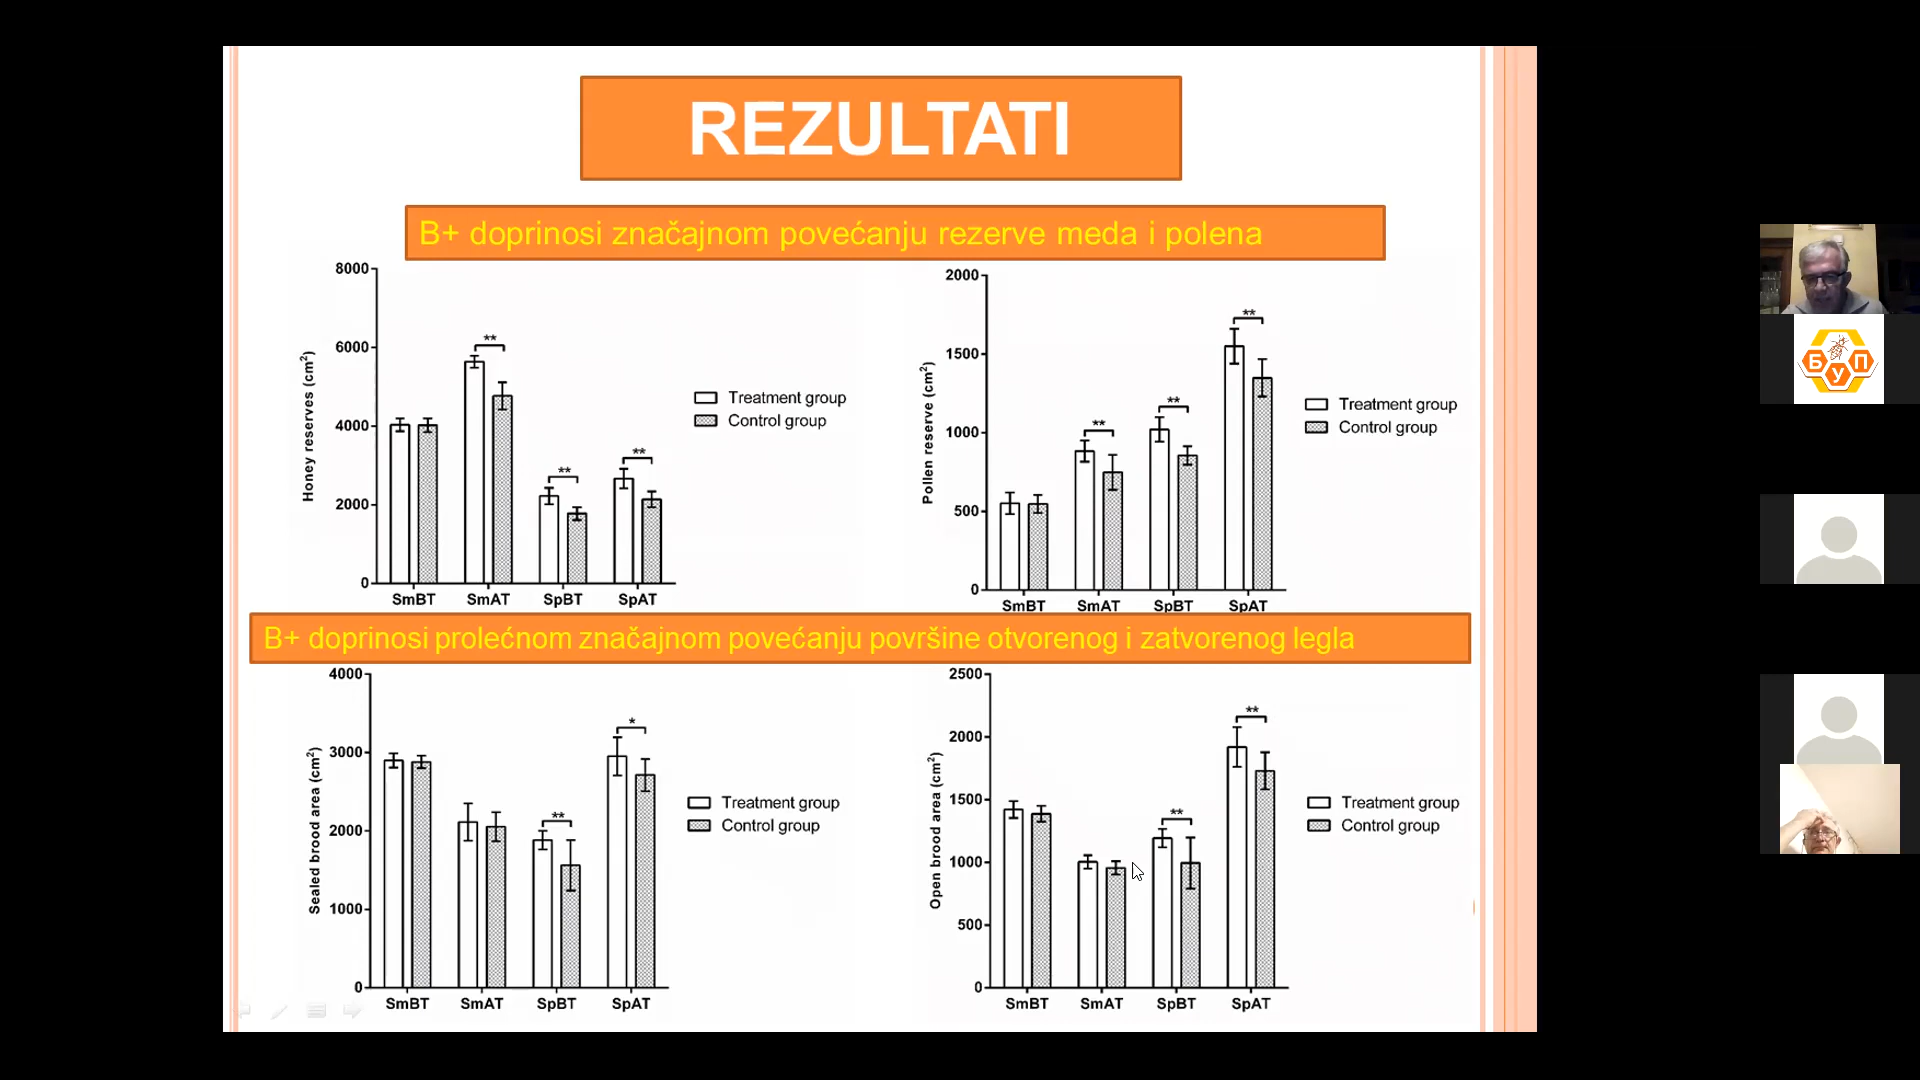 REZULTATI
B+ doprinosi značajnom povećanju rezerve meda i polena
8000
6000
4000
2000
0
Honey reserves (cm²)
**
**
**
SmBT SmAT SpBT SpAT
Treatment group
Control group
2000
1500
1000
500
0
Pollen reserve (cm²)
**
**
**
SmBT SmAT SpBT SpAT
Treatment group
Control group
B+ doprinosi prolećnom značajnom povećanju površine otvorenog i zatvorenog legla
4000
3000
2000
1000
0
Sealed brood area (cm²)
**
*
SmBT SmAT SpBT SpAT
Treatment group
Control group
2500
2000
1500
1000
500
0
Open brood area (cm²)
**
**
SmBT SmAT SpBT SpAT
Treatment group
Control group
Б У П